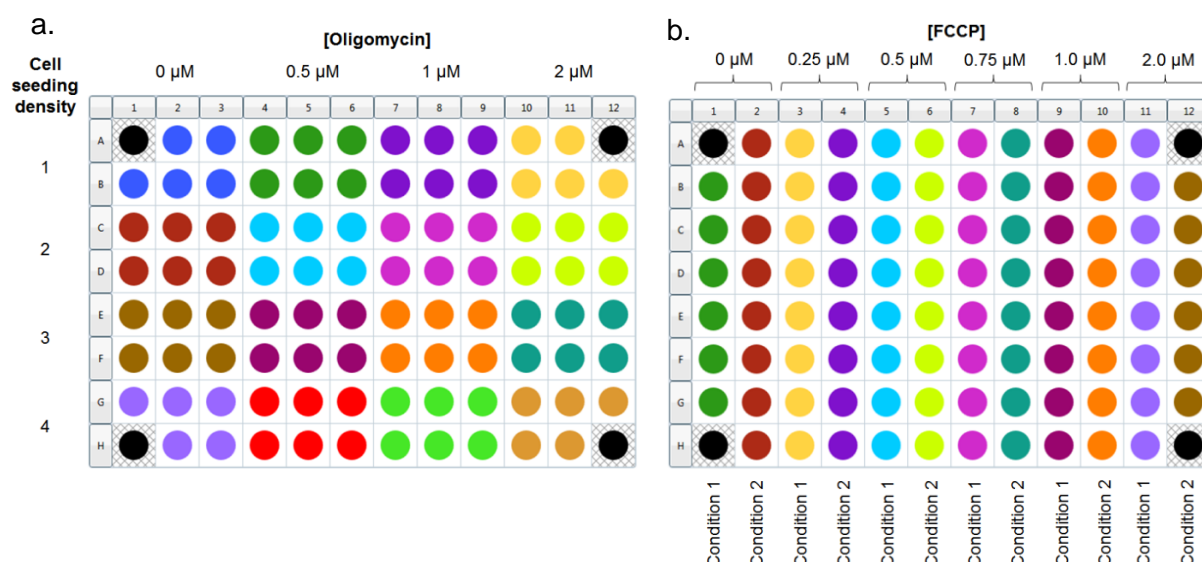 a.
[Oligomycin]
Cell
seeding
density
0 µM 0.5 µM 1 µM 2 µM
1 2 3 4 5 6 7 8 9 10 11 12
A
1
B
C
2
D
E
3
F
G
4
H
b.
[FCCP]
0 µM 0.25 µM 0.5 µM 0.75 µM 1.0 µM 2.0 µM
1 2 3 4 5 6 7 8 9 10 11 12
A
B
C
D
E
F
G
H
Condition 1
Condition 2
Condition 1
Condition 2
Condition 1
Condition 2
Condition 1
Condition 2
Condition 1
Condition 2
Condition 1
Condition 2